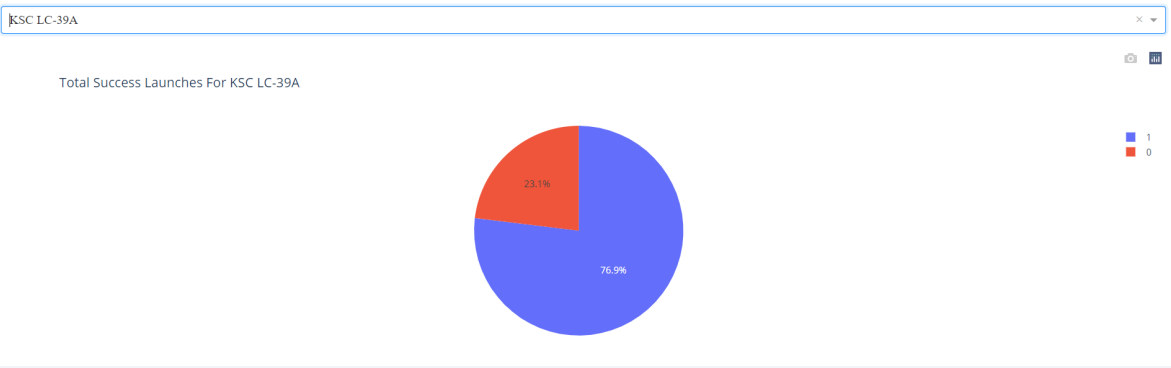 KSC LC-39A
Total Success Launches For KSC LC-39A
1
0
23.1%
76.9%